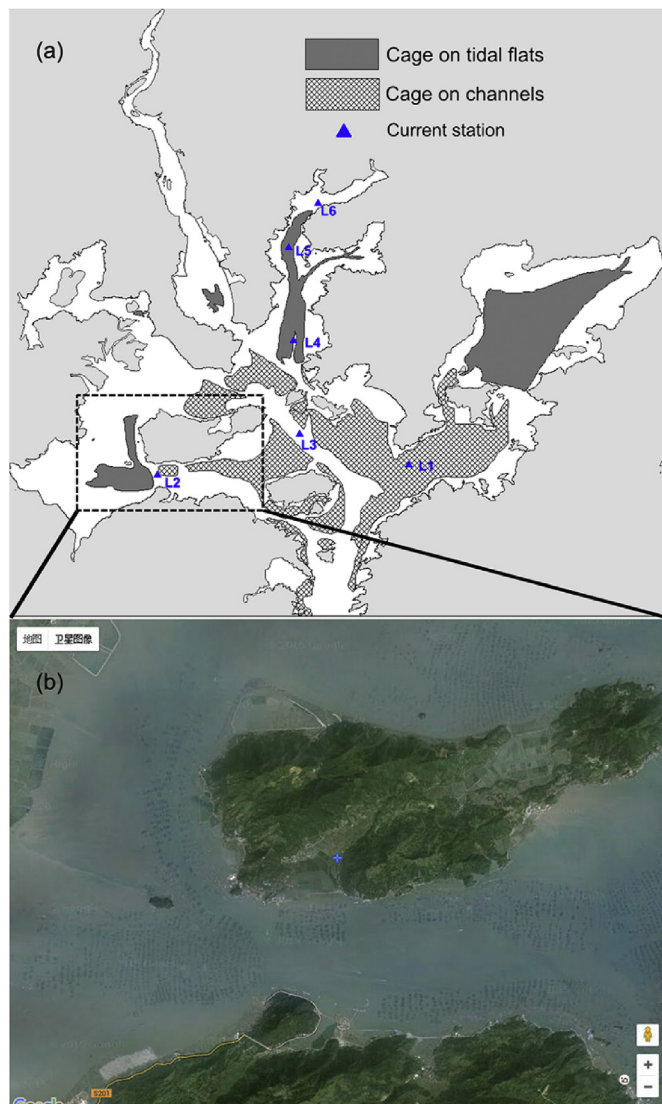 (a)
Cage on tidal flats
Cage on channels
Current station
L6
L5
L4
L3
L1
L2
地图 卫星图像
(b)
S201
Google